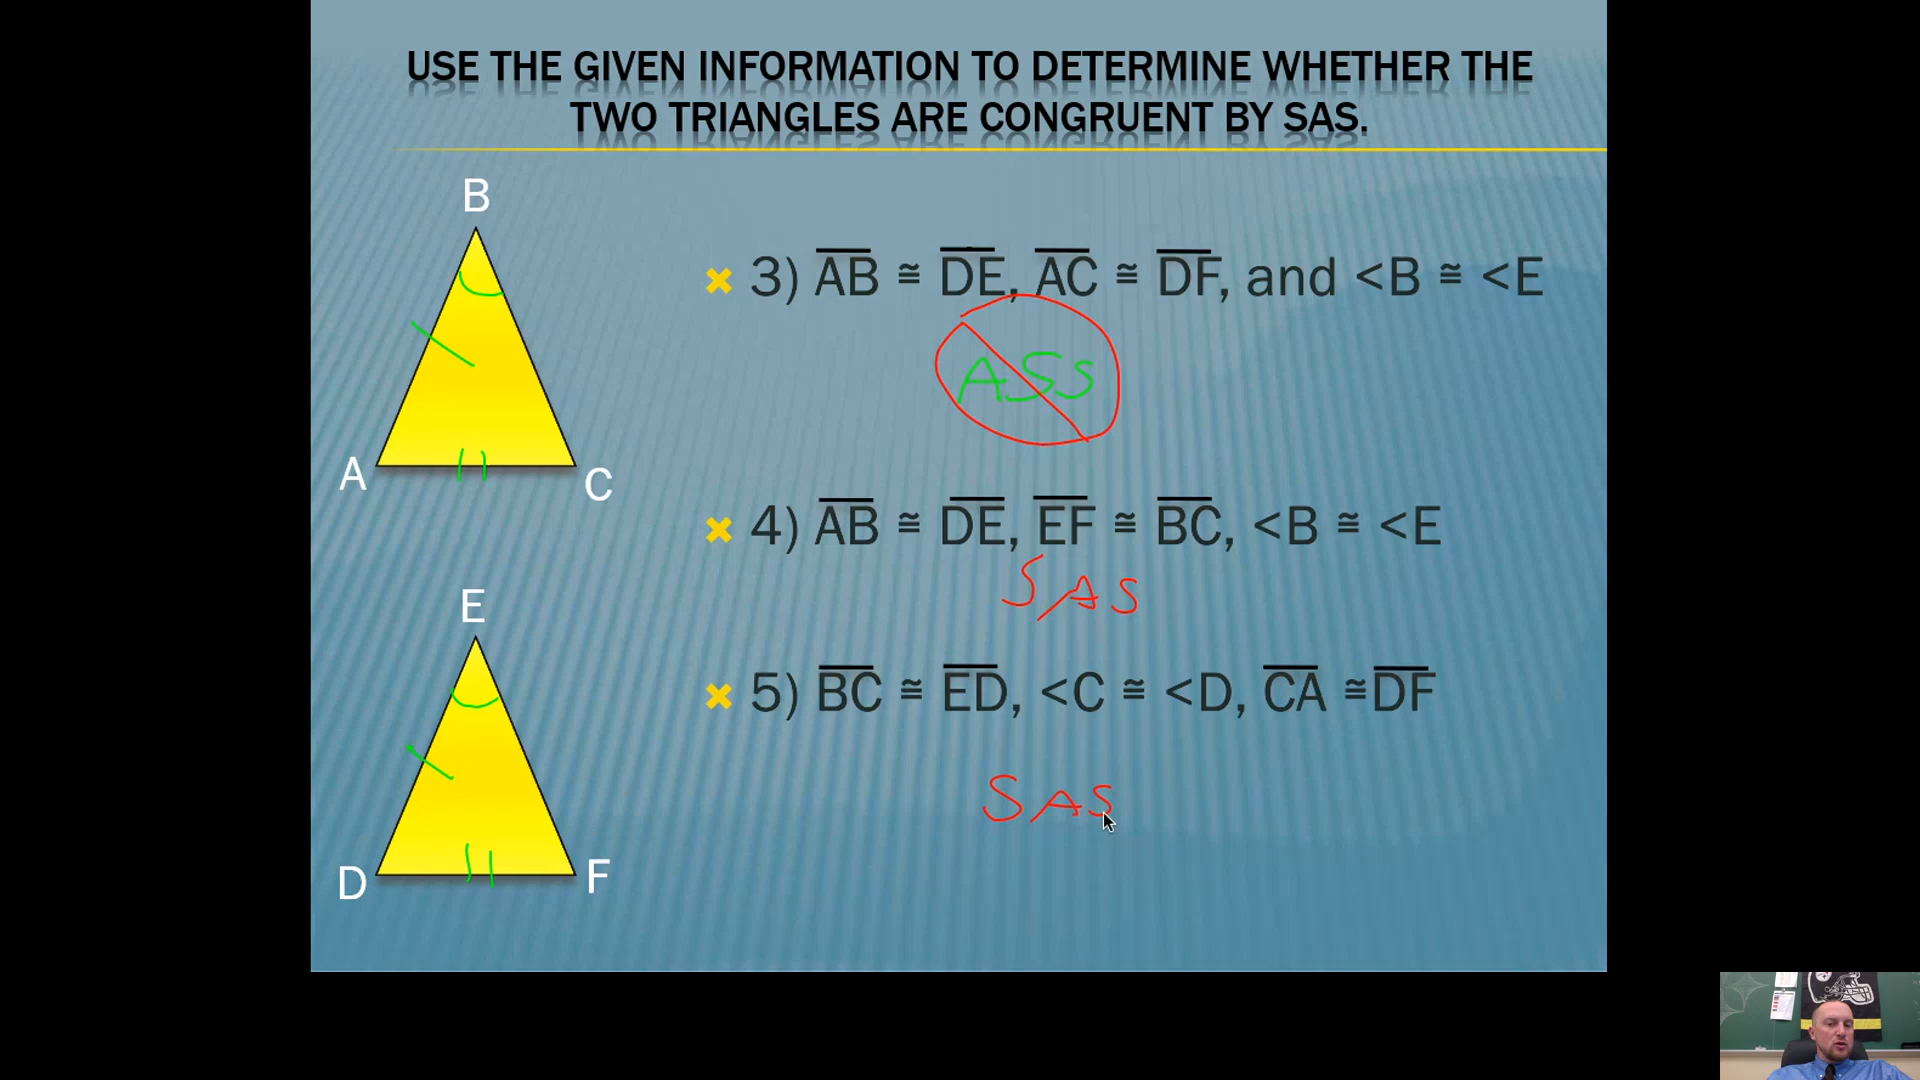 USE THE GIVEN INFORMATION TO DETERMINE WHETHER THE
TWO TRIANGLES ARE CONGRUENT BY SAS.
B
A
C
3) AB ≅ DE, AC ≅ DF, and <B ≅ <E
ASS
4) AB ≅ DE, EF ≅ BC, <B ≅ <E
SAS
E
D
F
5) BC ≅ ED, <C ≅ <D, CA ≅DF
SAS